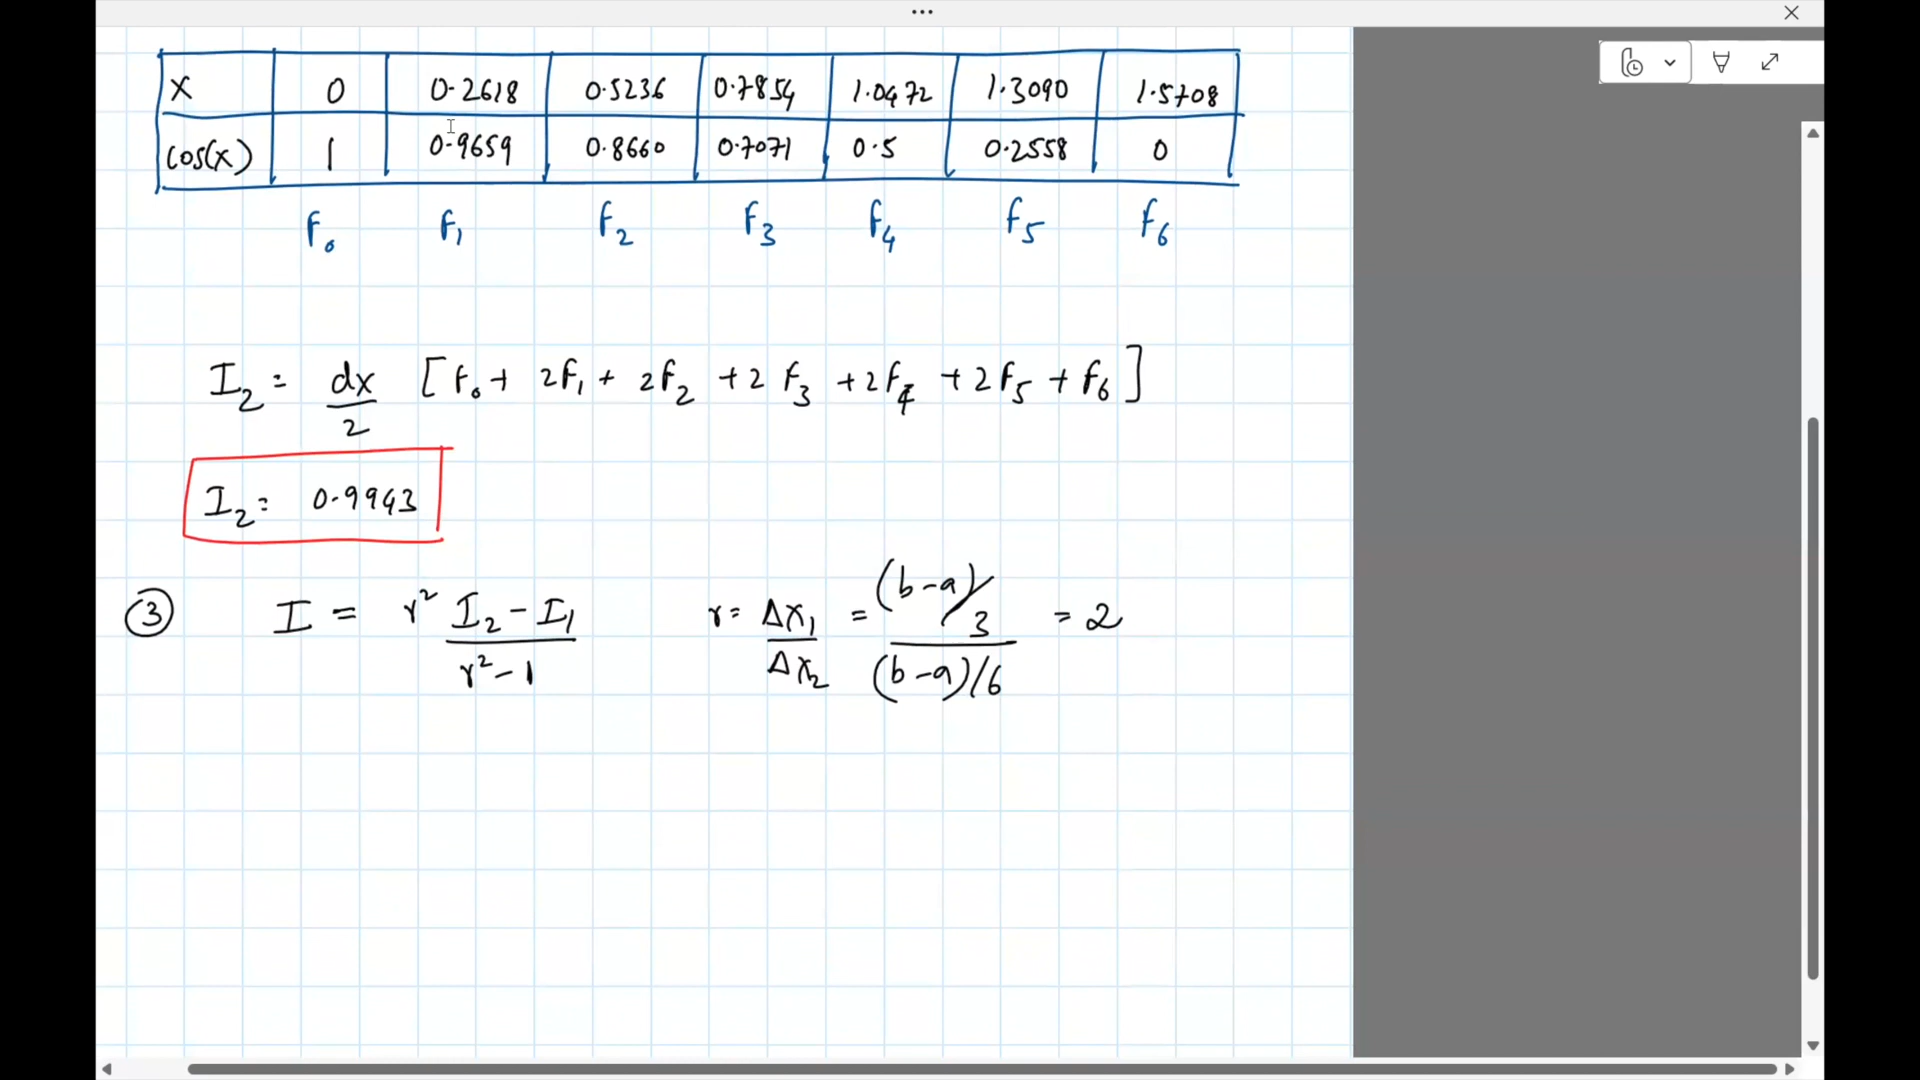 ...
x 0 0.2618 0.5236 0.7854 1.0472 1.3090 1.5708
cos(x) 1 0.9659 0.8660 0.7071 0.5 0.2558 0
f₀ f₁ f₂ f₃ f₄ f₅ f₆
I₂ = dx/2 [f₀ + 2f₁ + 2f₂ + 2f₃ + 2f₄ + 2f₅ + f₆]
I₂ = 0.9943
③ I = r² I₂ - I₁ / r² - 1 r = Δx₁ / Δx₂ = (b-a)/3 / (b-a)/6 = 2